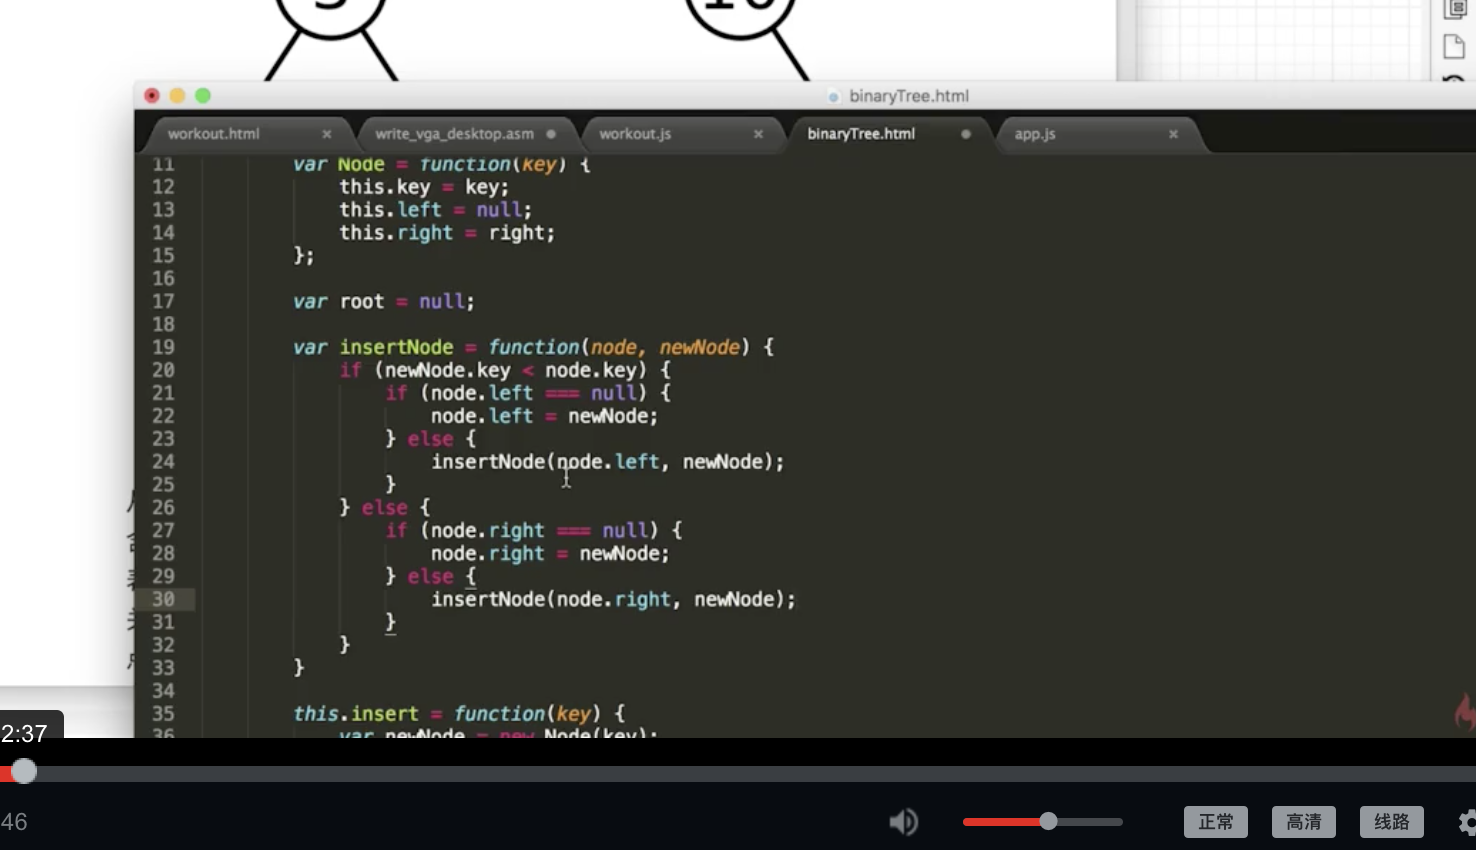 binaryTree.html
workout.html × write_vga_desktop.asm workout.js × binaryTree.html app.js ×
11 var Node = function(key) {
12 this.key = key;
13 this.left = null;
14 this.right = right;
15 };
16
17 var root = null;
18
19 var insertNode = function(node, newNode) {
20 if (newNode.key < node.key) {
21 if (node.left === null) {
22 node.left = newNode;
23 } else {
24 insertNode(node.left, newNode);
25 }
26 } else {
27 if (node.right === null) {
28 node.right = newNode;
29 } else {
30 insertNode(node.right, newNode);
31 }
32 }
33 }
34
35 this.insert = function(key) {
36 var newNode = new Node(key);
2:37
46
正常 高清 线路